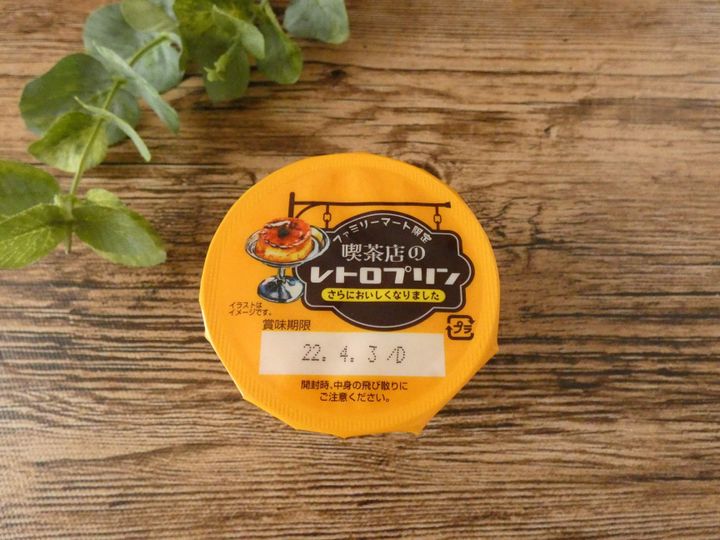 ファミリーマート限定
喫茶店の
レトロプリン
さらにおいしくなりました
イラストは
イメージです。
賞味期限
22. 4. 3 /D
プラ
開封時、中身の飛び散りに
ご注意ください。